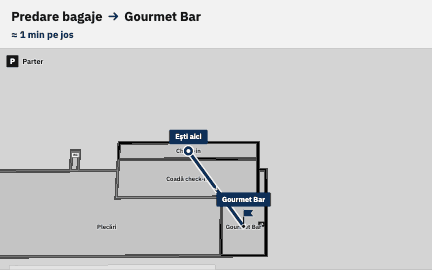 Predare bagaje → Gourmet Bar
≈ 1 min pe jos
P Parter
Ești aici
Coadă check-in
Gourmet Bar
Plecări
Gourmet Bar